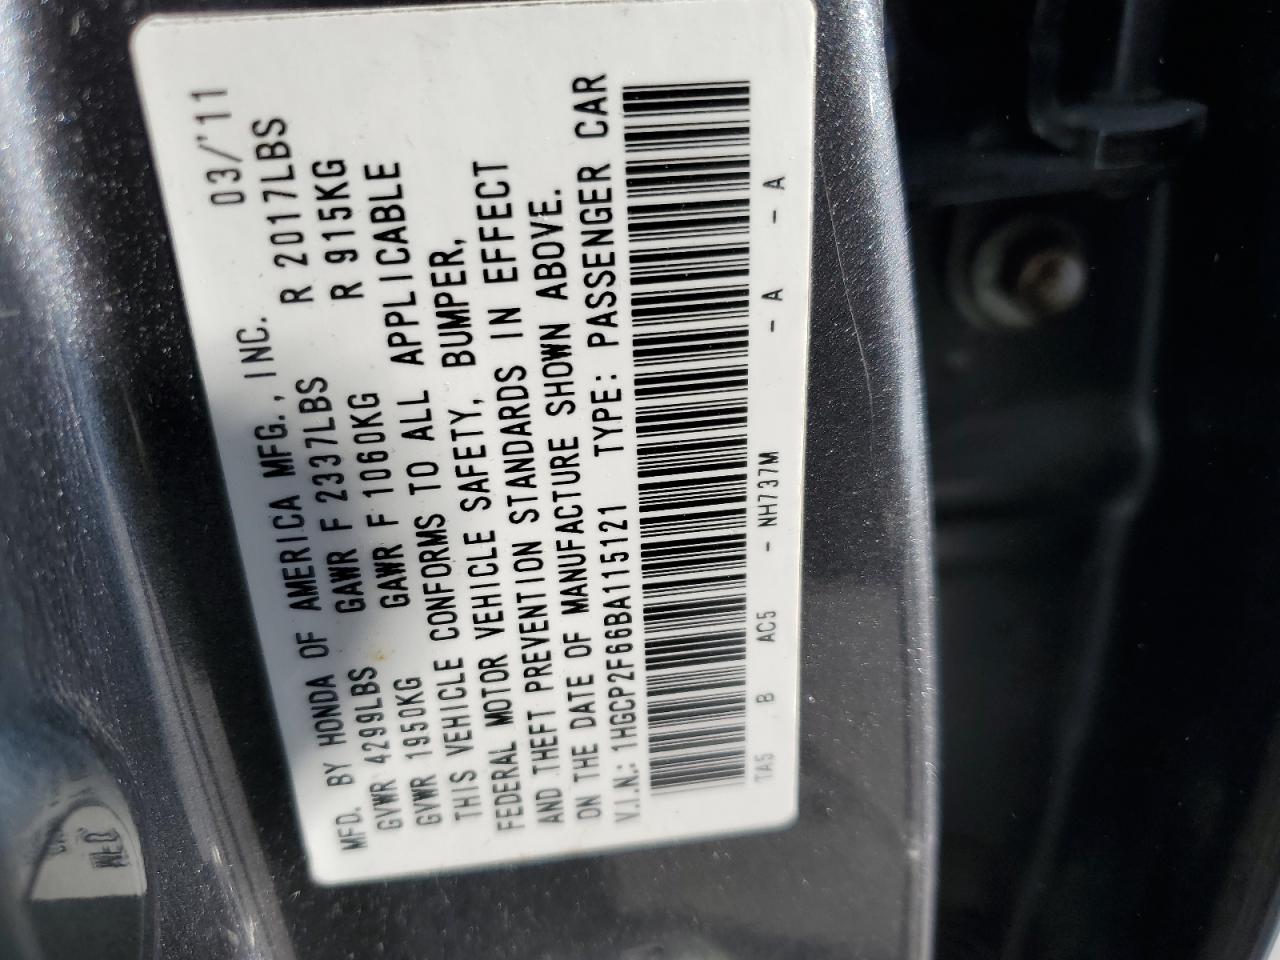 MFD. BY HONDA OF AMERICA MFG., INC. 03/'11
GVWR 4299LBS GAWR F 2337LBS R 2017LBS
GVWR 1950KG GAWR F 1060KG R 915KG
THIS VEHICLE CONFORMS TO ALL APPLICABLE
FEDERAL MOTOR VEHICLE SAFETY, BUMPER,
AND THEFT PREVENTION STANDARDS IN EFFECT
ON THE DATE OF MANUFACTURE SHOWN ABOVE.
V.I.N.: 1HGCP2F66BA115121 TYPE: PASSENGER CAR
TA5 B AC5 - NH737M - A - A